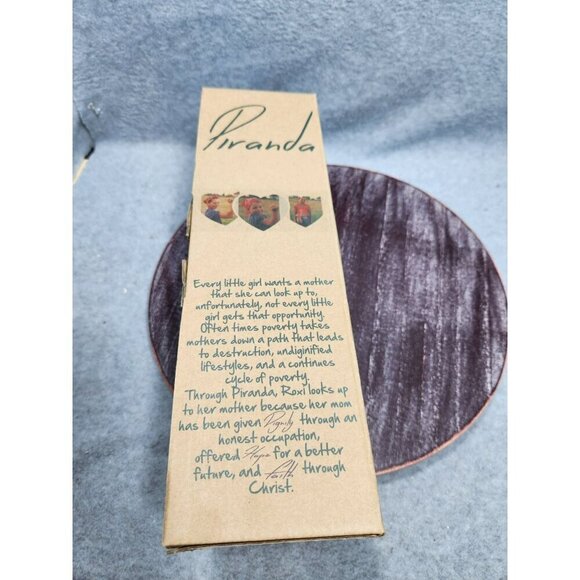 Piranda
Every little girl wants a mother
that she can look up to,
unfortunately, not every little
girl gets that opportunity.
Often times poverty takes
mothers down a path that leads
to destruction, undiginified
lifestyles, and a continues
cycle of poverty.
Through Piranda, Roxi looks up
to her mother because her mom
has been given Dignity through an
honest occupation,
offered Hope for a better
future, and faith through
Christ.